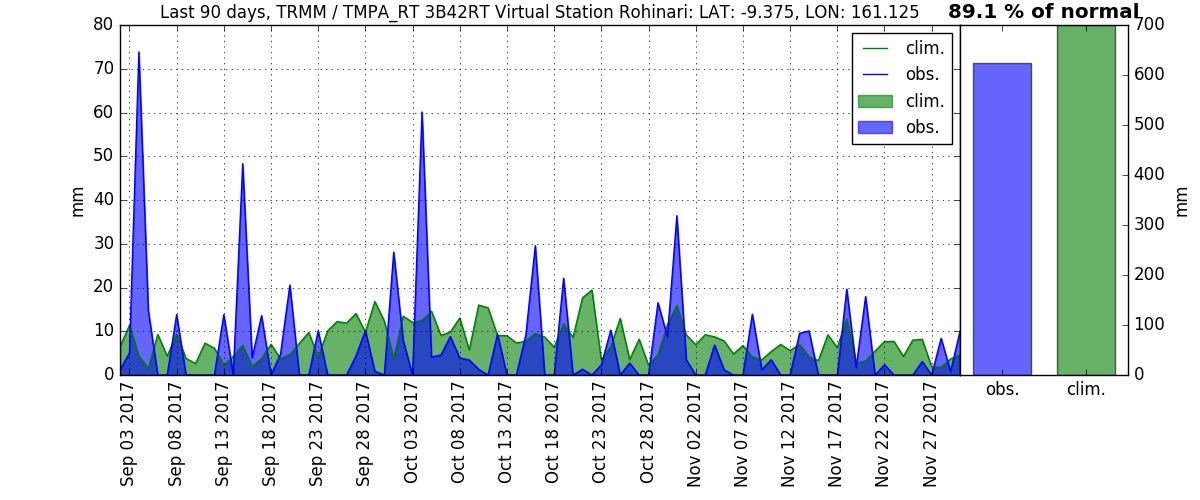 Last 90 days, TRMM / TMPA_RT 3B42RT Virtual Station Rohinari: LAT: -9.375, LON: 161.125
89.1 % of normal
80
70
60
50
40
30
20
10
0
mm
clim.
obs.
clim.
obs.
700
600
500
400
300
200
100
0
mm
Sep 03 2017
Sep 08 2017
Sep 13 2017
Sep 18 2017
Sep 23 2017
Sep 28 2017
Oct 03 2017
Oct 08 2017
Oct 13 2017
Oct 18 2017
Oct 23 2017
Oct 28 2017
Nov 02 2017
Nov 07 2017
Nov 12 2017
Nov 17 2017
Nov 22 2017
Nov 27 2017
obs.
clim.